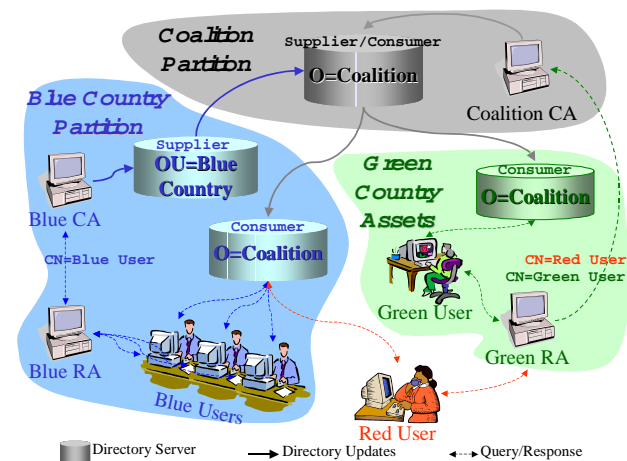 Coalition
Partition
Supplier/Consumer
O=Coalition
Coalition CA
Blue Country
Partition
Supplier
OU=Blue
Country
Blue CA
Consumer
O=Coalition
CN=Blue User
Blue RA
Blue Users
Green
Country
Assets
Consumer
O=Coalition
Green User
CN=Red User
CN=Green User
Green RA
Red User
Directory Server
Directory Updates
Query/Response